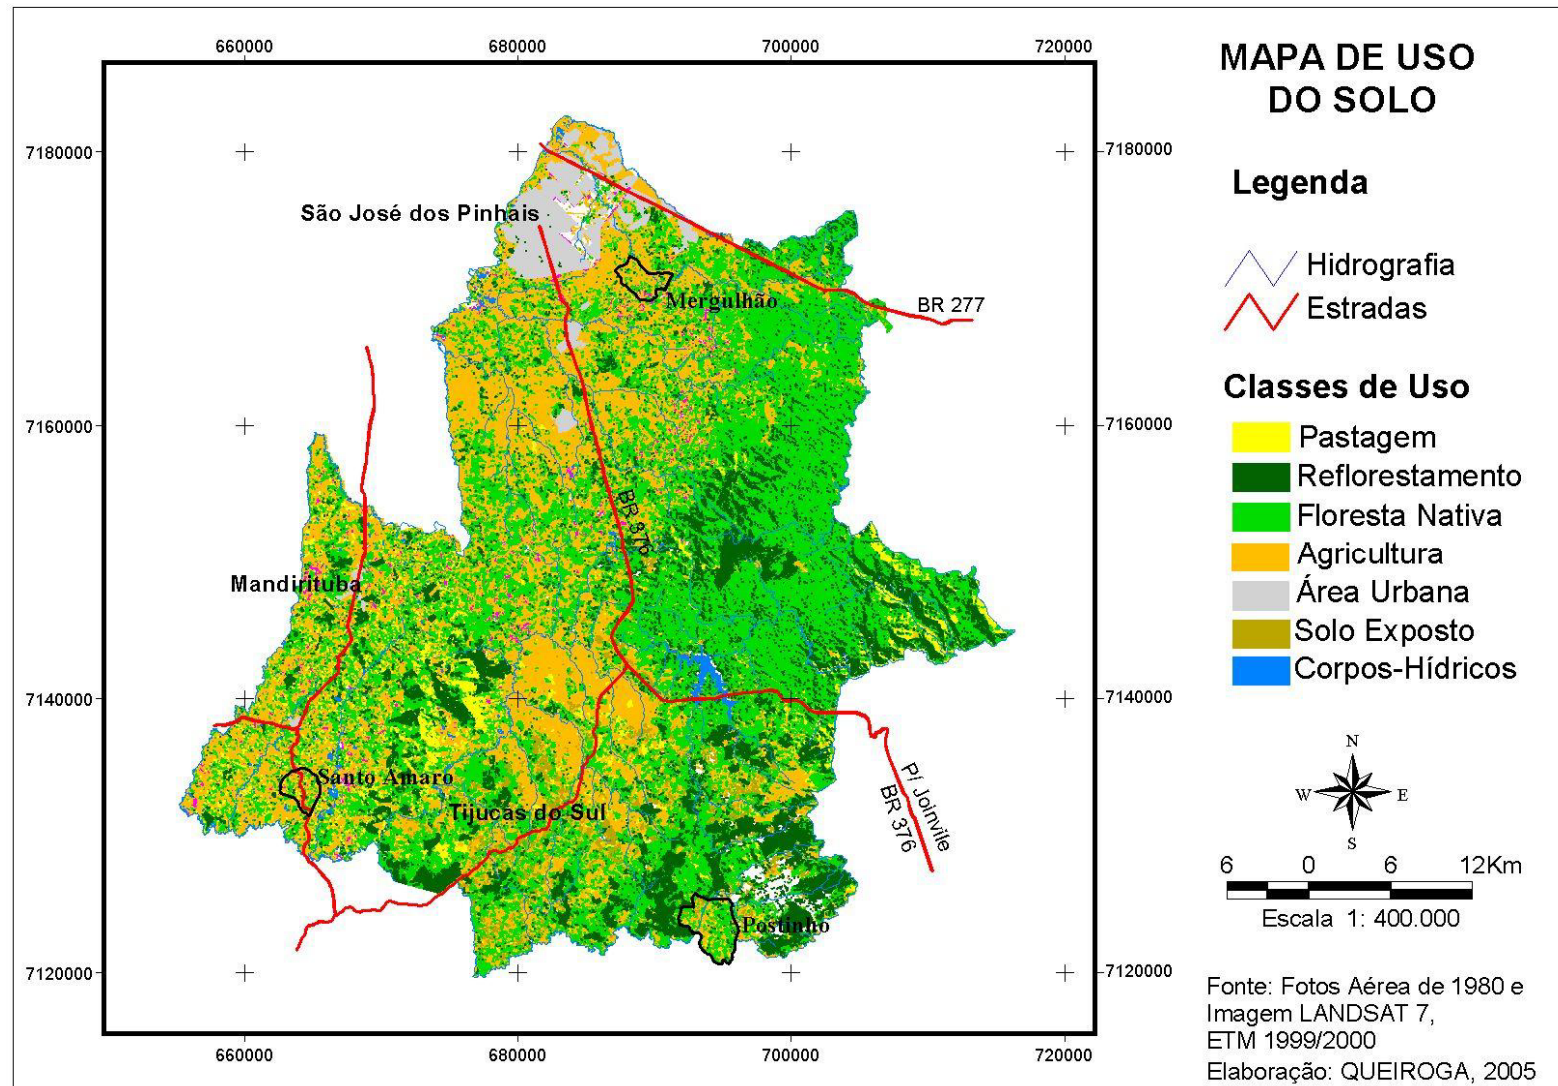 660000
680000
700000
720000
MAPA DE USO
DO SOLO
7180000
7180000
Legenda
São José dos Pinhais
Hidrografia
Mergulhão
BR 277
Estradas
Classes de Uso
7160000
7160000
Pastagem
Reflorestamento
Floresta Nativa
BR 376
Agricultura
Mandirituba
Área Urbana
Solo Exposto
Corpos-Hídricos
7140000
7140000
N
W
E
S
Santo Amaro
Tijucas do Sul
P/ Joinvile
BR 376
6 0 6 12Km
Escala 1: 400.000
Postinho
7120000
7120000
Fonte: Fotos Aérea de 1980 e
Imagem LANDSAT 7,
ETM 1999/2000
Elaboração: QUEIROGA, 2005
660000
680000
700000
720000